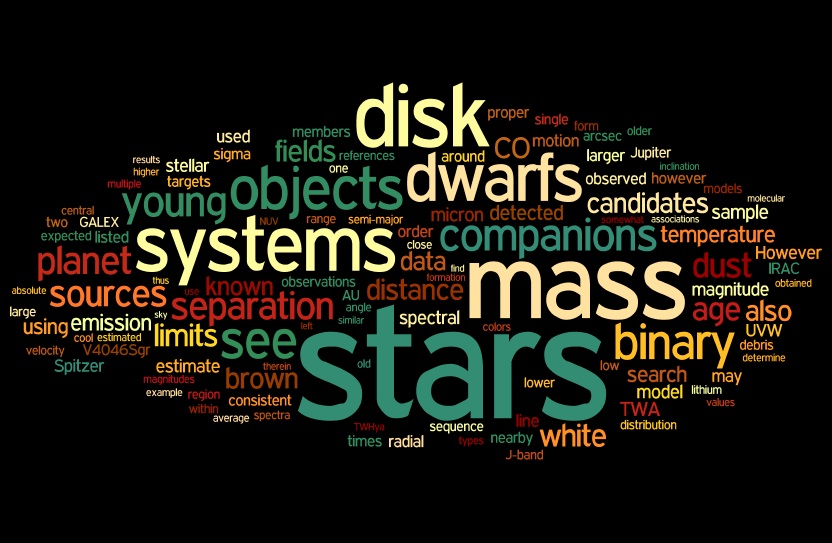 disk
proper
single
form
members
arcsec
older
used
fields
references
CO
motion
sigma
results
higher
stellar
one
around
larger
Jupiter
inclination
multiple
targets
objects
dwarfs
observed
however
models
young
candidates
molecular
central
two
GALEX
NUV
range
semi-major
micron
detected
somewhat
associations
sample
expected
listed
systems
order
close
companions
temperature
planet
data
find
mass
dust
However
IRAC
absolute
thus
use
known
observations
formation
distance
magnitude
obtained
large
sources
sky
separation
AU
angle
similar
spectral
age
also
using
emission
limits
see
left
stars
colors
binary
UVW
velocity
cool
estimated
V4046Sgr
debris
determine
Spitzer
estimate
therein
old
low
magnitudes
brown
lower
search
may
example
region
consistent
model
lithium
within
average
spectra
TWA
values
TWHya
sequence
line
distribution
times
radial
types
nearby
white
J-band